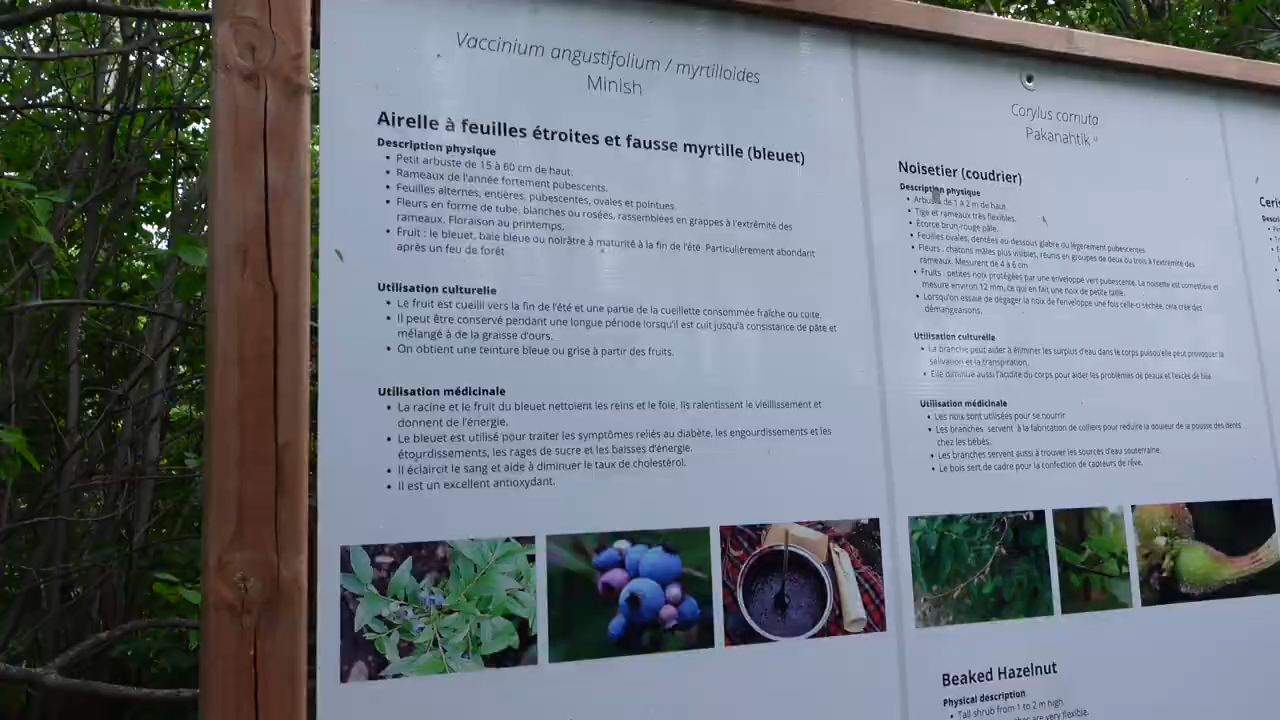 Vaccinium angustifolium / myrtilloides
Minish
Airelle à feuilles étroites et fausse myrtille (bleuet)
Description physique
• Petit arbuste de 15 à 60 cm de haut.
• Rameaux de l'année fortement pubescents.
• Feuilles alternes, entières, pubescentes, ovales et pointues.
• Fleurs en forme de tube, blanches ou rosées, rassemblées en grappes à l'extrémité des
rameaux. Floraison au printemps.
• Fruit : le bleuet, baie bleue ou noirâtre à maturité à la fin de l'été Particulièrement abondant
après un feu de forêt
Utilisation culturelle
• Le fruit est cueilli vers la fin de l'été et une partie de la cueillette consommée fraîche ou cuite.
• Il peut être conservé pendant une longue période lorsqu'il est cuit jusqu'à consistance de pâte et
mélangé à de la graisse d'ours.
• On obtient une teinture bleue ou grise à partir des fruits.
Utilisation médicinale
• La racine et le fruit du bleuet nettoient les reins et le foie. Ils ralentissent le vieillissement et
donnent de l'énergie.
• Le bleuet est utilisé pour traiter les symptômes reliés au diabète, les engourdissements et les
étourdissements, les rages de sucre et les baisses d'énergie.
• Il éclaircit le sang et aide à diminuer le taux de cholestérol.
• Il est un excellent antioxydant.
Corylus cornuta
Pakanahtik
Noisetier (coudrier)
Description physique
• Arbuste de 1 à 2 m de haut.
• Tige et rameaux très flexibles.
• Écorce brun-rouge pâle.
• Feuilles ovales, dentées au dessous glabre ou légèrement pubescentes
• Fleurs : chatons mâles plus visibles, réunis en groupes de deux ou trois à l'extrémité des
rameaux. Mesurent de 4 à 6 cm
• Fruits : petites noix protégées par une enveloppe vert pubescente. La noisette est comestible et
mesure environ 12 mm, ce qui en fait une noix de petite taille.
• Lorsqu'on essaie de dégager la noix de l'enveloppe une fois celle-ci séchée, cela crée des
démangeaisons.
Utilisation culturelle
• La branche peut aider à éliminer les surplus d'eau dans le corps puisqu'elle peut provoquer la
salivation et la transpiration.
• Elle diminue aussi l'acidité du corps pour aider les problèmes de peaux et l'excès de bile
Utilisation médicinale
• Les noix sont utilisées pour se nourrir
• Les branches servent à la fabrication de colliers pour réduire la douleur de la pousse des dents
chez les bébés.
• Les branches servent aussi à trouver les sources d'eau souterraine.
• Le bois sert de cadre pour la confection de capteurs de rêve.
Beaked Hazelnut
Physical description
• Tall shrub from 1 to 2 m high
are very flexible.